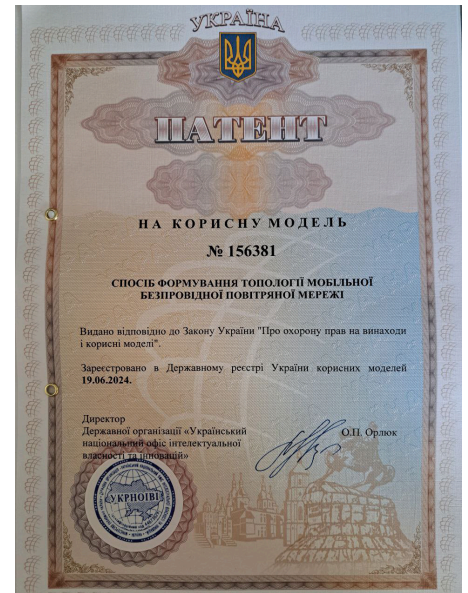 УКРАЇНА
ПАТЕНТ
НА КОРИСНУ МОДЕЛЬ
№ 156381
СПОСІБ ФОРМУВАННЯ ТОПОЛОГІЇ МОБІЛЬНОЇ
БЕЗПРОВІДНОЇ ПОВІТРЯНОЇ МЕРЕЖІ
Видано відповідно до Закону України "Про охорону прав на винаходи
і корисні моделі".
Зареєстровано в Державному реєстрі України корисних моделей
19.06.2024.
Директор
Державної організації «Український
національний офіс інтелектуальної
власності та інновацій»
О.П. Орлюк
УКРНОІВІ